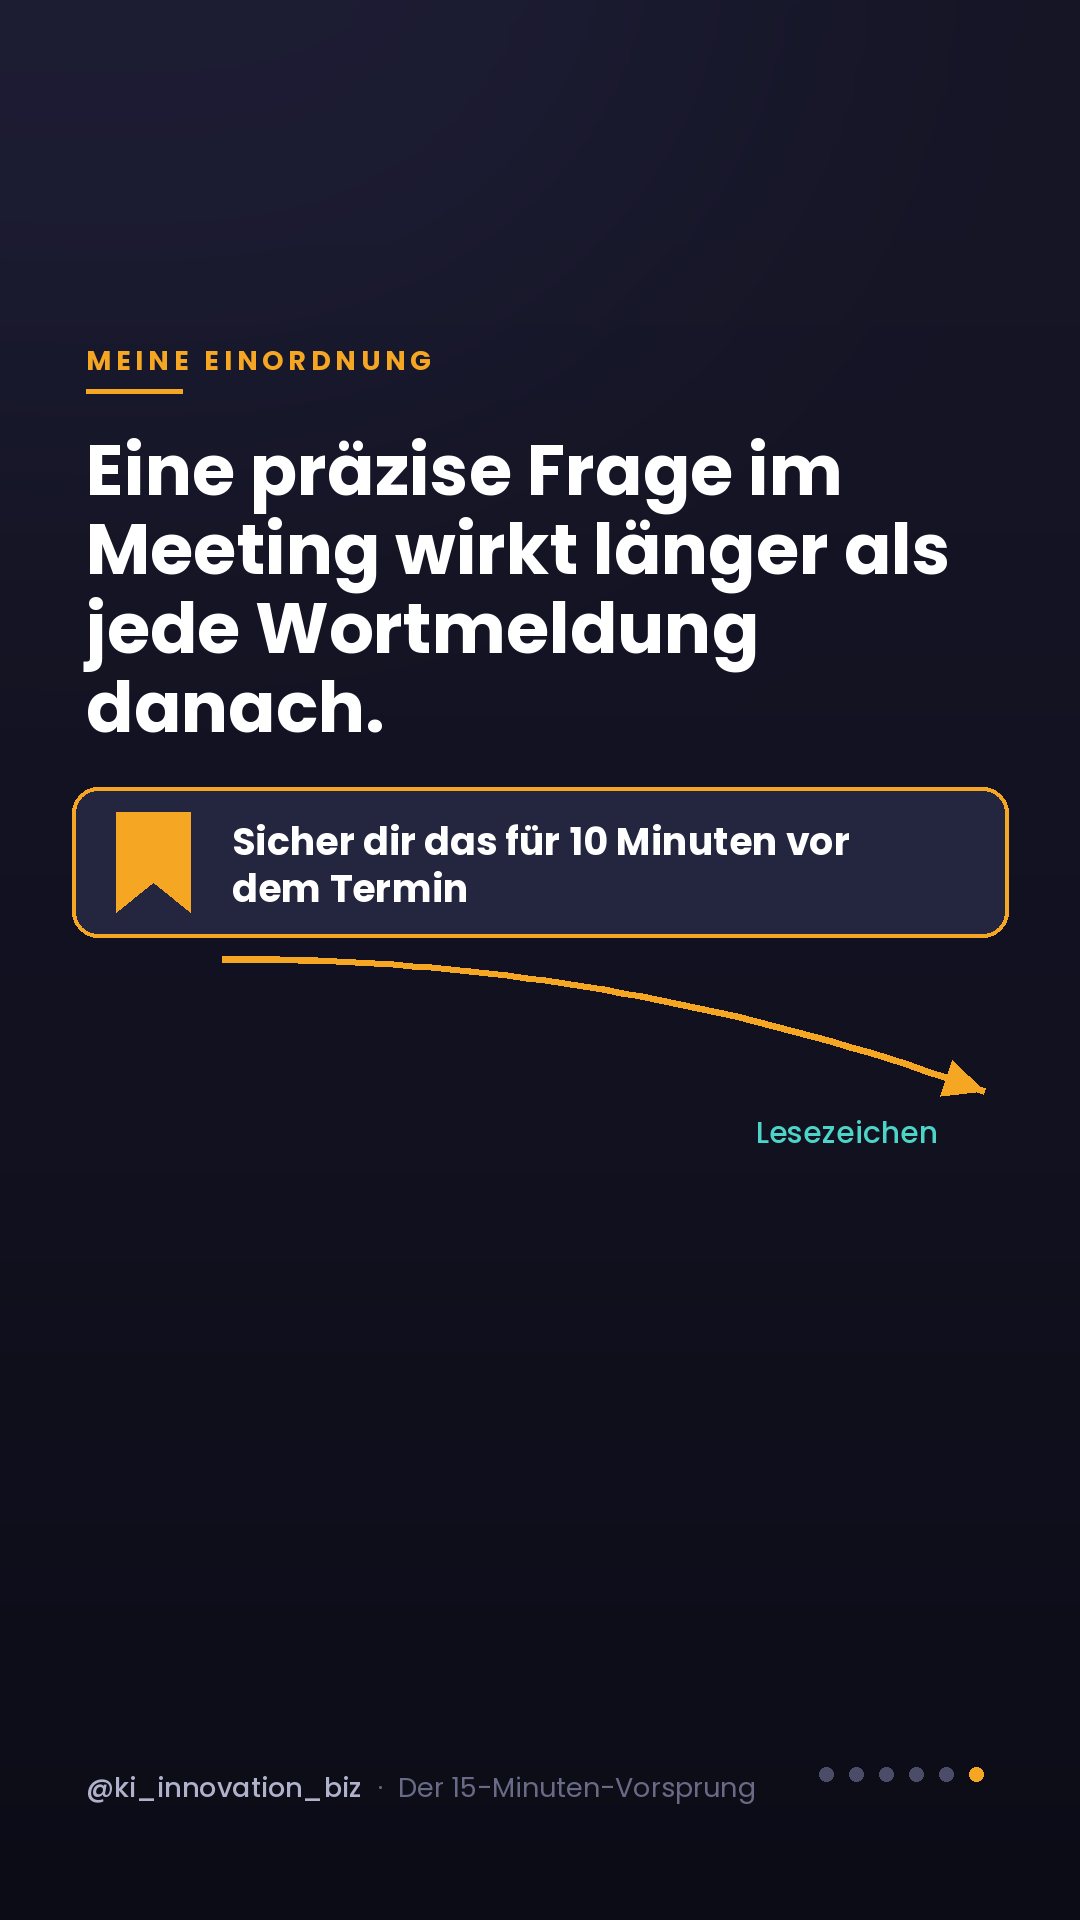 MEINE EINORDNUNG
Eine präzise Frage im
Meeting wirkt länger als
jede Wortmeldung
danach.
Sicher dir das für 10 Minuten vor
dem Termin
Lesezeichen
@ki_innovation_biz · Der 15-Minuten-Vorsprung